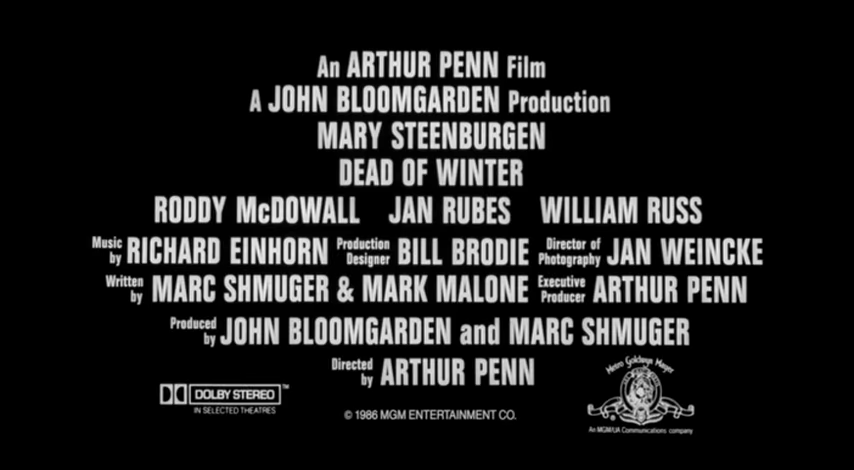 An ARTHUR PENN Film
A JOHN BLOOMGARDEN Production
MARY STEENBURGEN
DEAD OF WINTER
RODDY McDOWALL JAN RUBES WILLIAM RUSS
Music by RICHARD EINHORN Production Designer BILL BRODIE Director of Photography JAN WEINCKE
Written by MARC SHMUGER & MARK MALONE Executive Producer ARTHUR PENN
Produced by JOHN BLOOMGARDEN and MARC SHMUGER
Directed by ARTHUR PENN
DOLBY STEREO™
IN SELECTED THEATRES
© 1986 MGM ENTERTAINMENT CO.
Metro Goldwyn Mayer
®
An MGM/UA Communications company